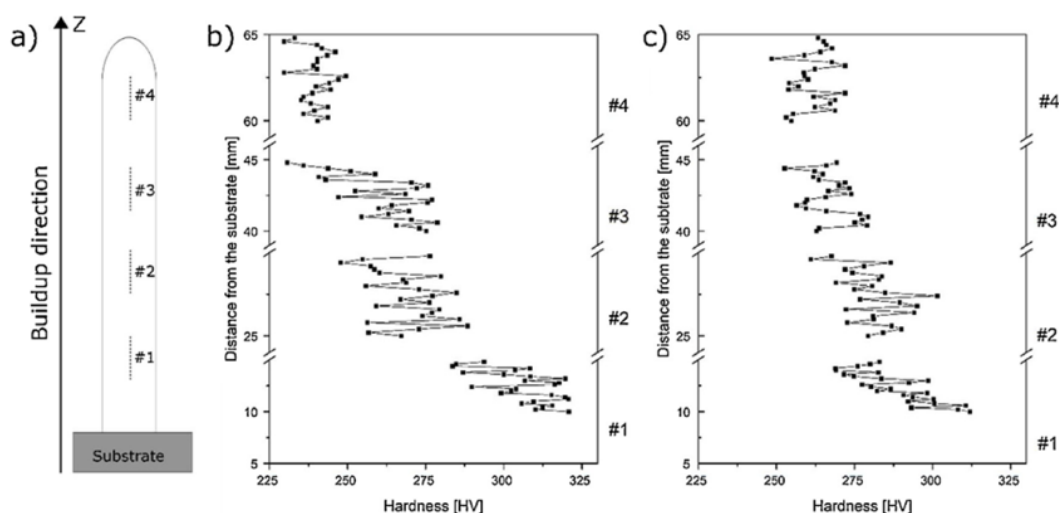 a)
Z
Buildup direction
#4
#3
#2
#1
Substrate
b)
Distance from the substrate [mm]
65
60
45
40
25
10
5
225 250 275 300 325
Hardness [HV]
#4
#3
#2
#1
c)
Distance from the substrate [mm]
65
60
45
40
25
10
5
225 250 275 300 325
Hardness [HV]
#4
#3
#2
#1